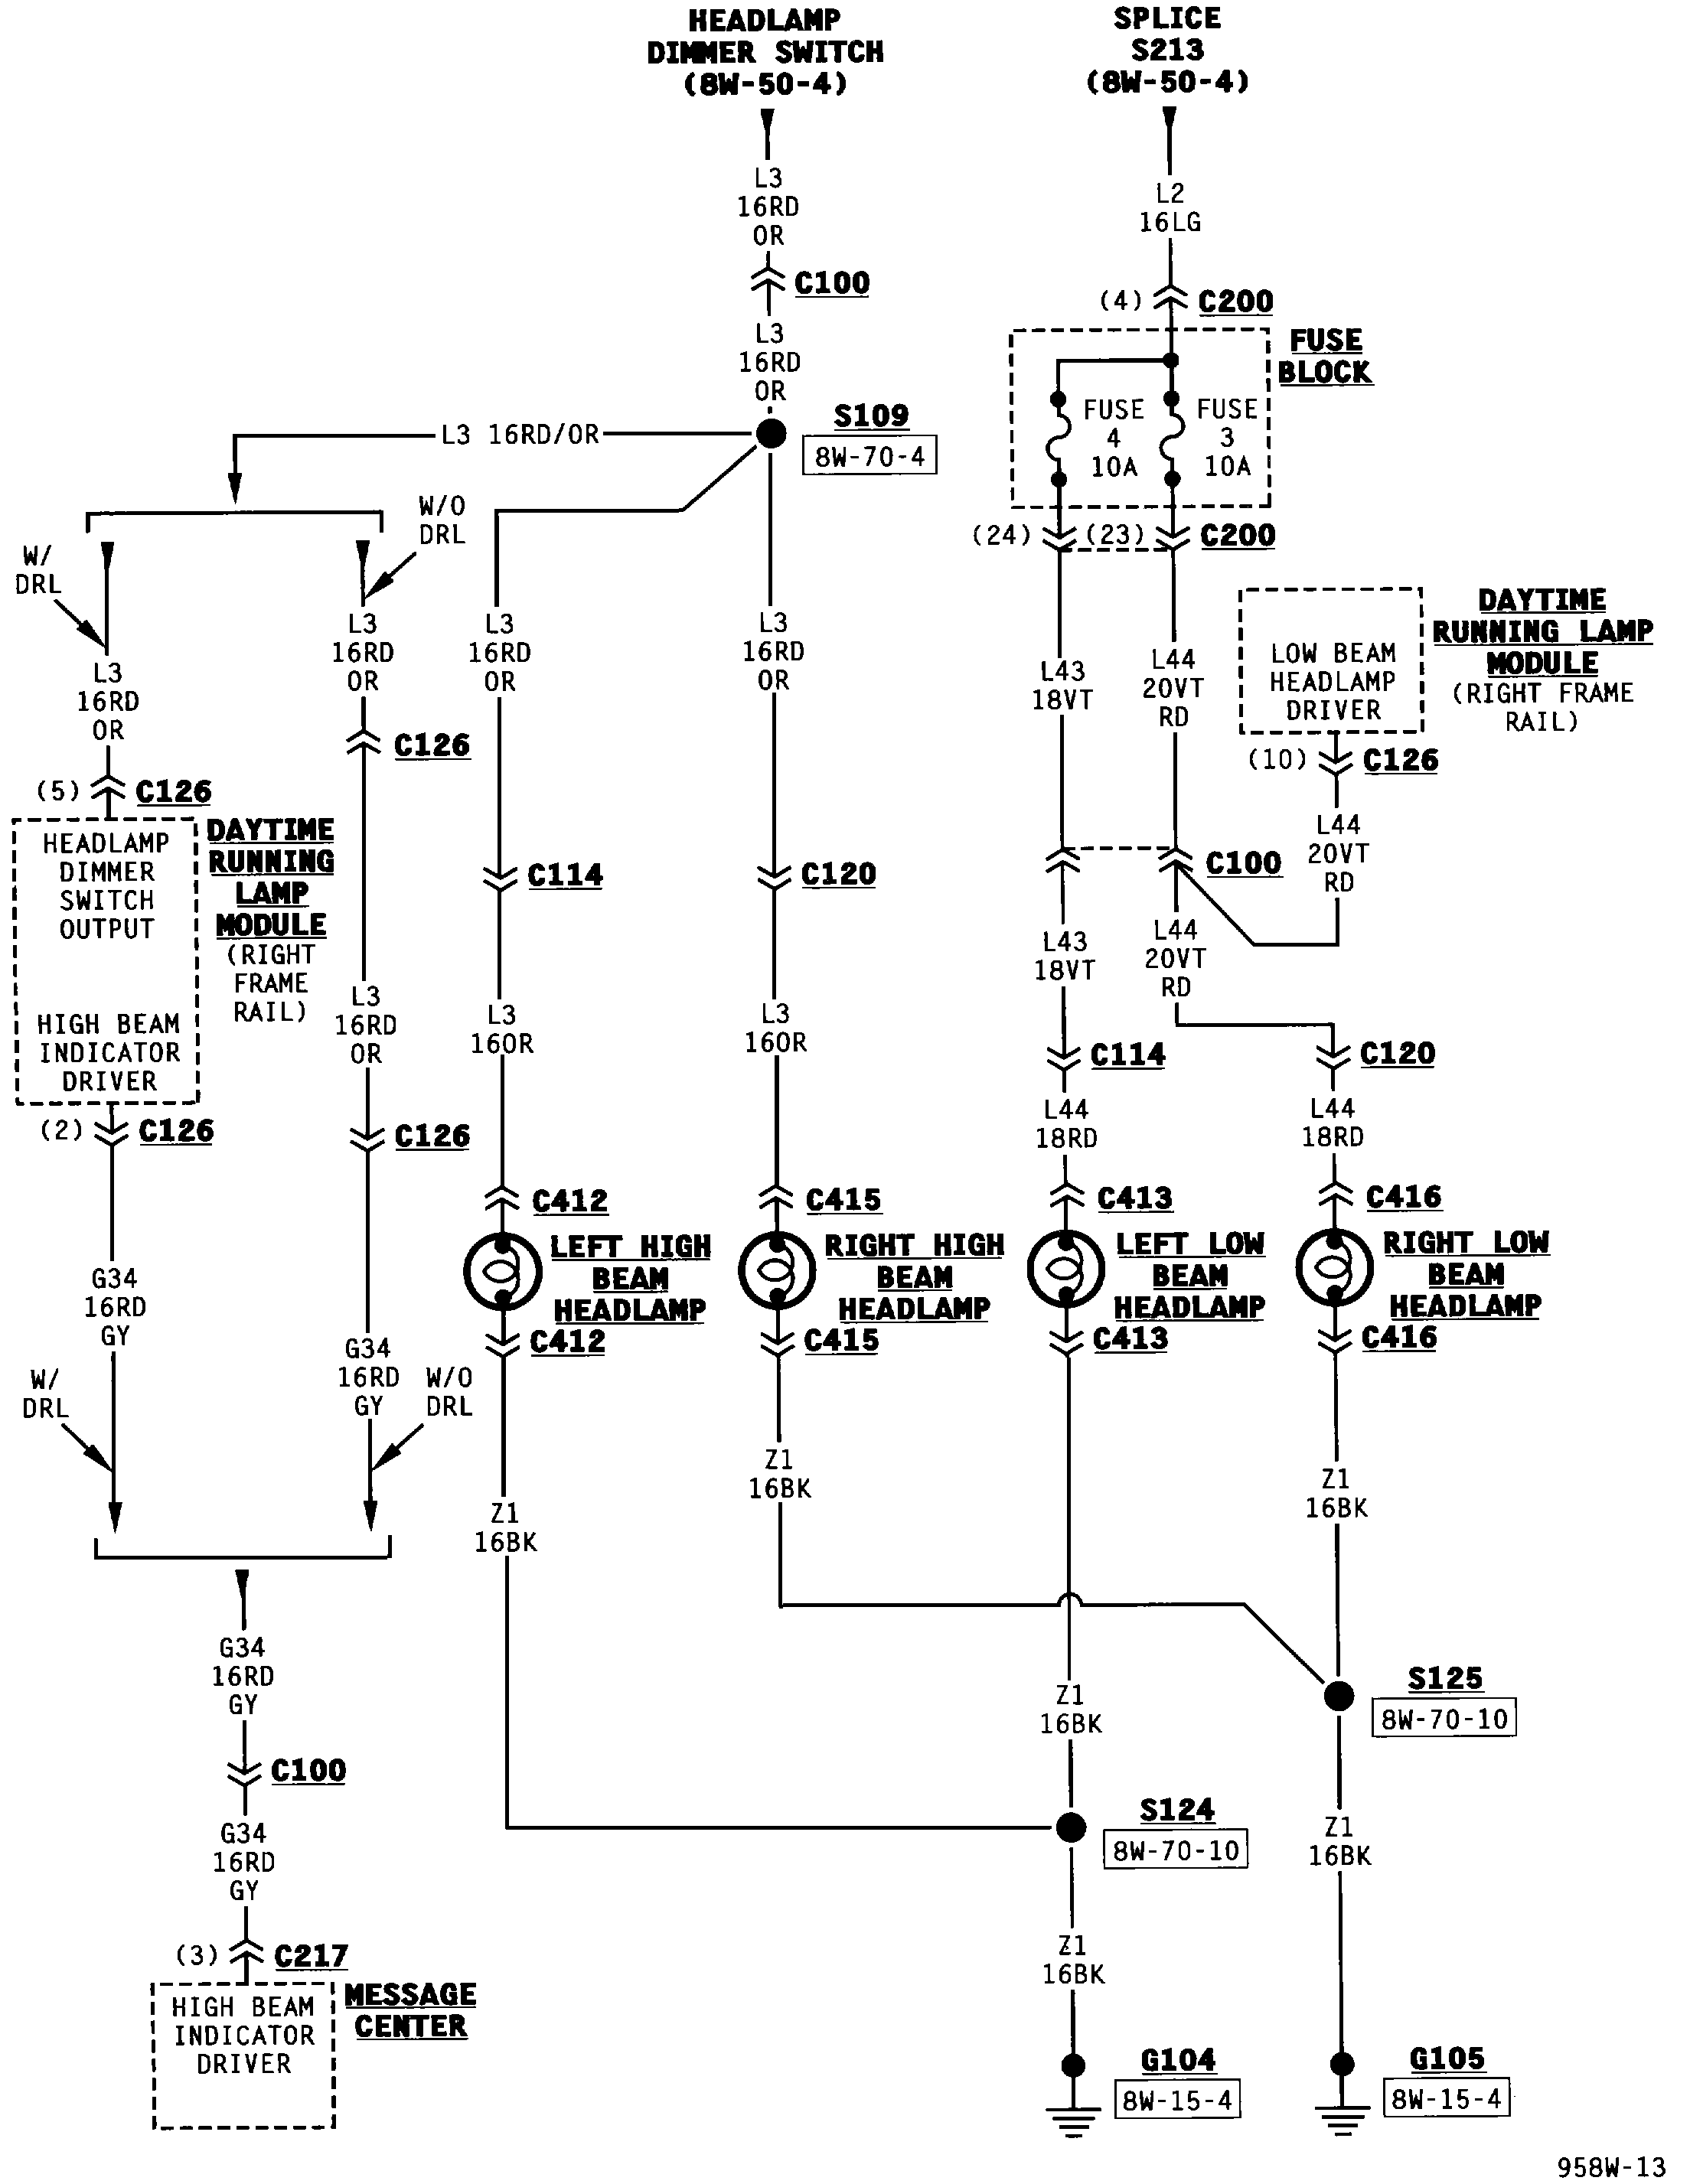 HEADLAMP
DIMMER SWITCH
(8W-50-4)
SPLICE
S213
(8W-50-4)
L3
16RD
OR
L2
16LG
C100
(4) C200
L3
16RD
OR
FUSE
BLOCK
FUSE
4
10A
FUSE
3
10A
L3 16RD/OR
S109
8W-70-4
(24) (23) C200
W/O
DRL
W/
DRL
L3
16RD
OR
L3
16RD
OR
L3
16RD
OR
L3
16RD
OR
L43
18VT
L44
20VT
RD
LOW BEAM
HEADLAMP
DRIVER
DAYTIME
RUNNING LAMP
MODULE
(RIGHT FRAME
RAIL)
C126
(10) C126
(5) C126
L44
20VT
RD
HEADLAMP
DIMMER
SWITCH
OUTPUT
HIGH BEAM
INDICATOR
DRIVER
DAYTIME
RUNNING
LAMP
MODULE
(RIGHT
FRAME
RAIL)
C114
C120
C100
L43
18VT
L44
20VT
RD
L3
16RD
OR
L3
16OR
L3
16OR
C114
C120
L44
18RD
L44
18RD
(2) C126
C126
C412
C415
C413
C416
LEFT HIGH
BEAM
HEADLAMP
RIGHT HIGH
BEAM
HEADLAMP
LEFT LOW
BEAM
HEADLAMP
RIGHT LOW
BEAM
HEADLAMP
C412
C415
C413
C416
G34
16RD
GY
G34
16RD
GY
W/
DRL
W/O
DRL
Z1
16BK
Z1
16BK
Z1
16BK
G34
16RD
GY
Z1
16BK
S125
8W-70-10
C100
S124
8W-70-10
Z1
16BK
G34
16RD
GY
(3) C217
Z1
16BK
HIGH BEAM
INDICATOR
DRIVER
MESSAGE
CENTER
G104
8W-15-4
G105
8W-15-4
958W-13